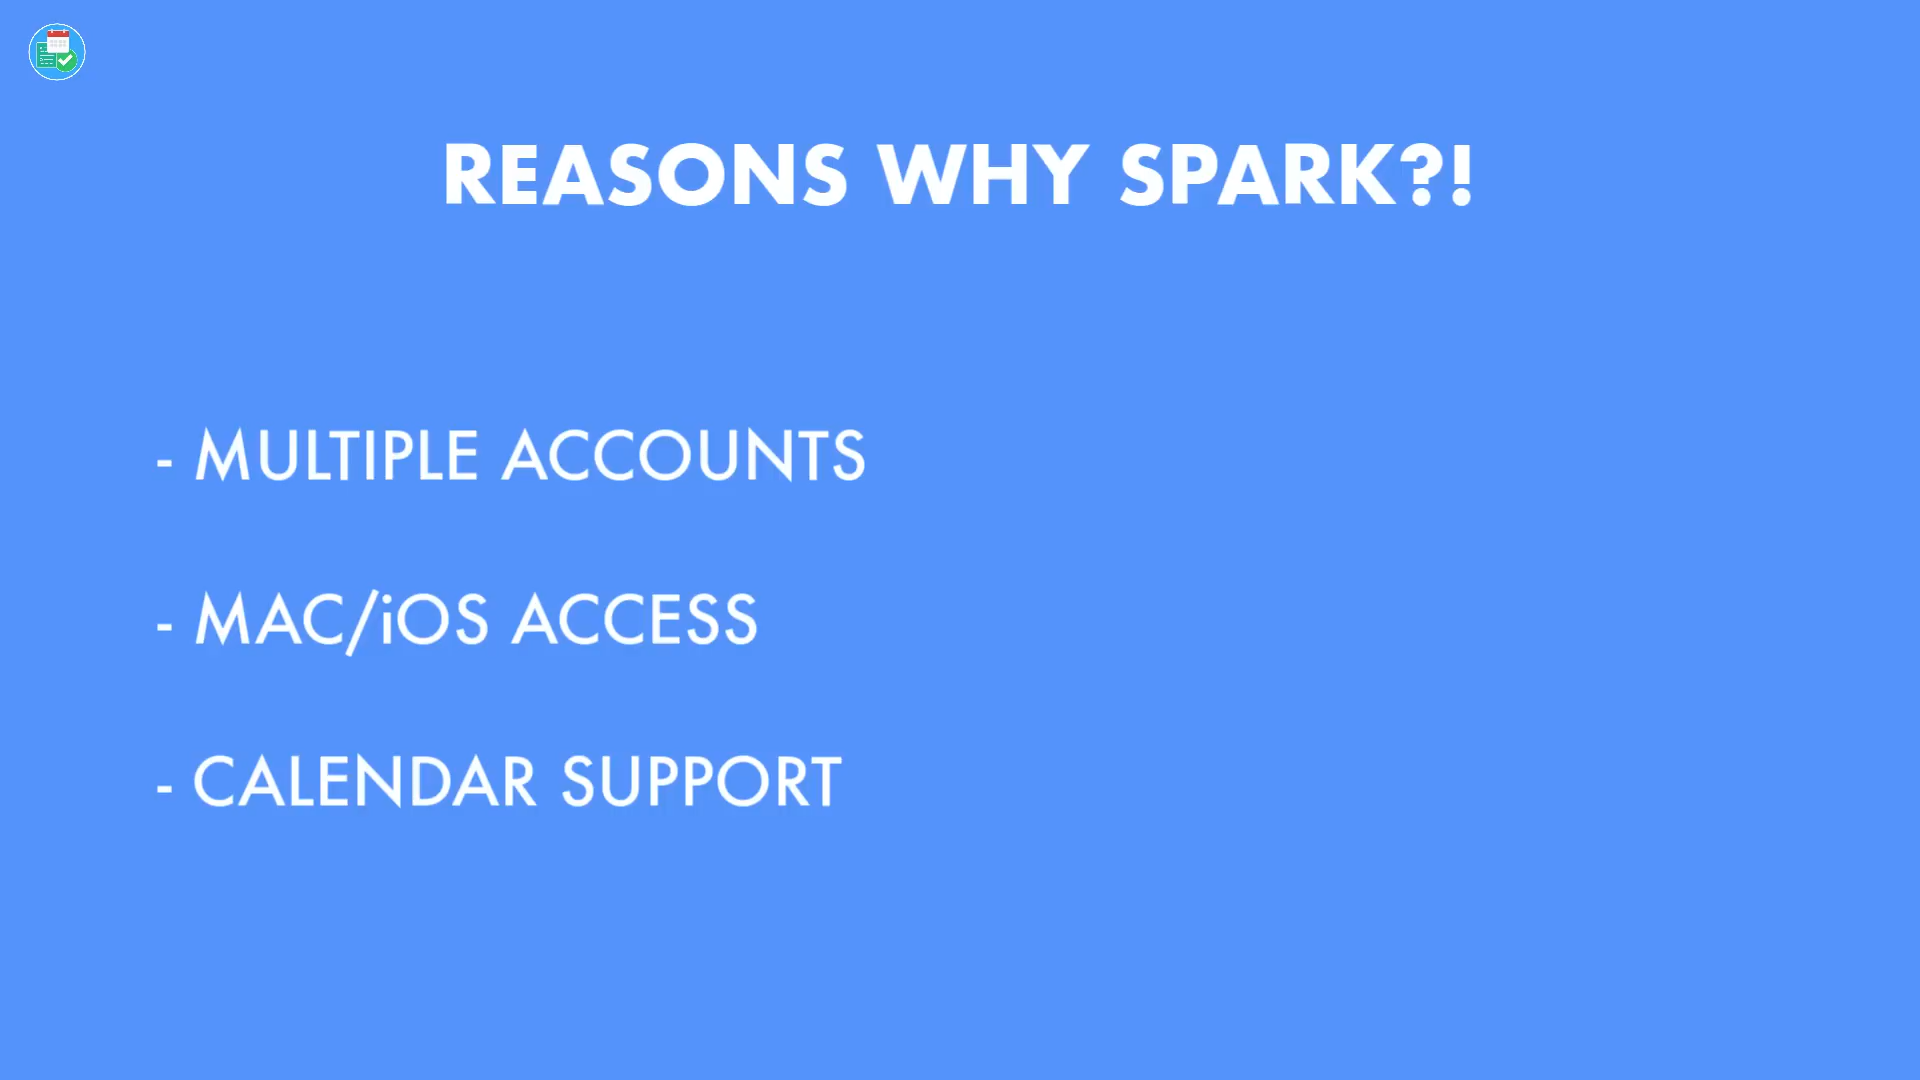 REASONS WHY SPARK?!
- MULTIPLE ACCOUNTS
- MAC/iOS ACCESS
- CALENDAR SUPPORT